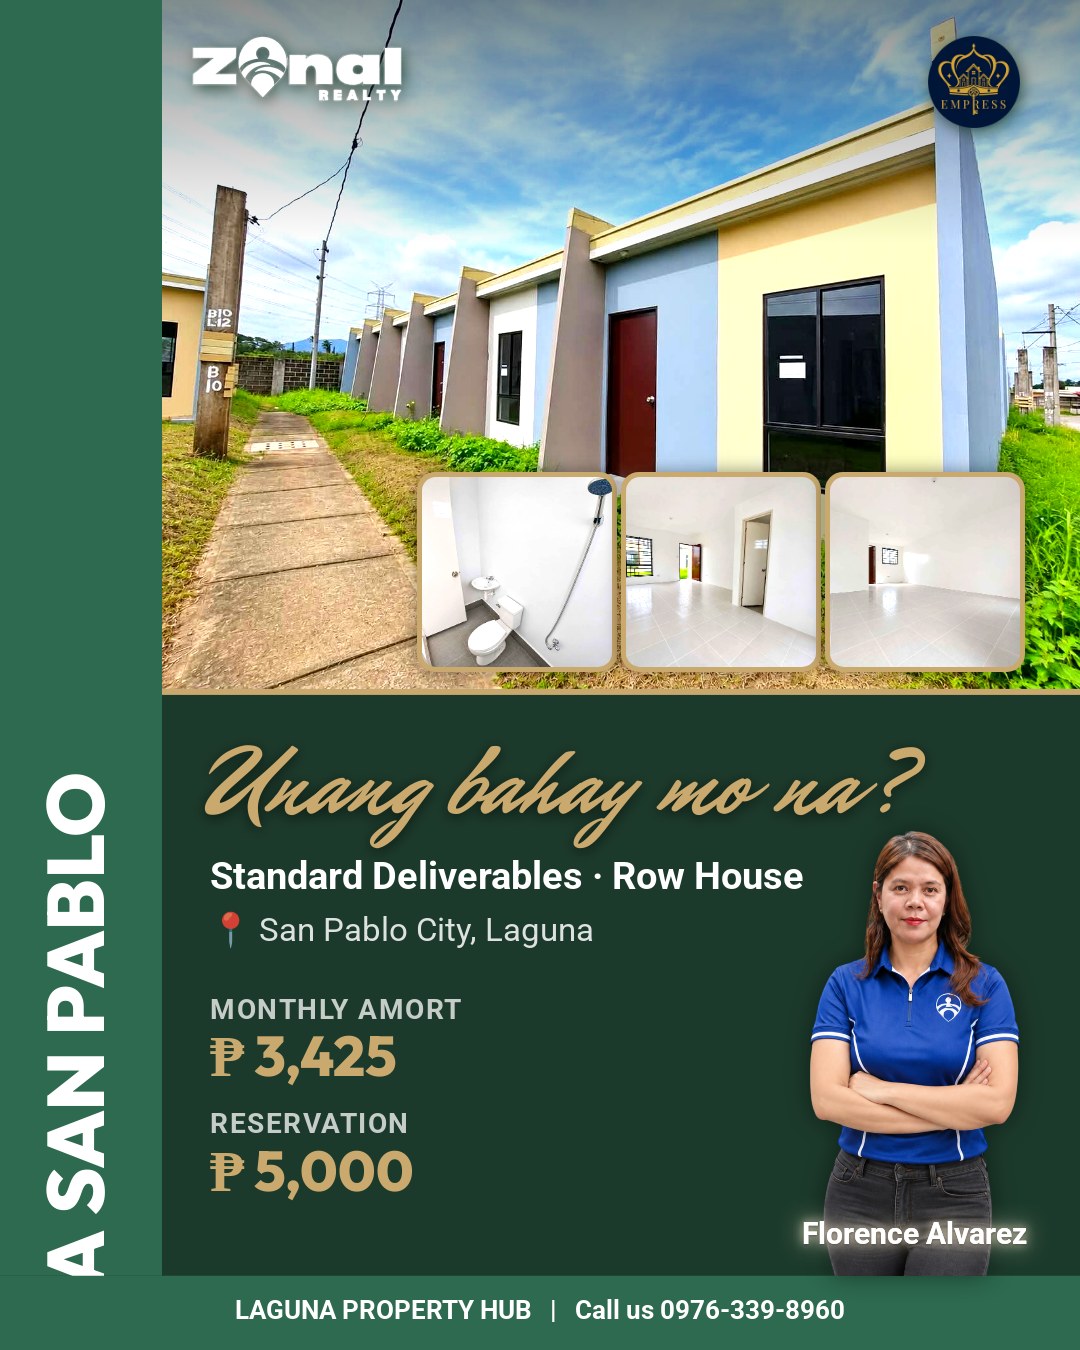 Zonal
REALTY
EMPRESS
B10
L12
B
10
Unang bahay mo na?
Standard Deliverables · Row House
📍 San Pablo City, Laguna
MONTHLY AMORT
₱ 3,425
RESERVATION
₱ 5,000
Florence Alvarez
A SAN PABLO
LAGUNA PROPERTY HUB | Call us 0976-339-8960